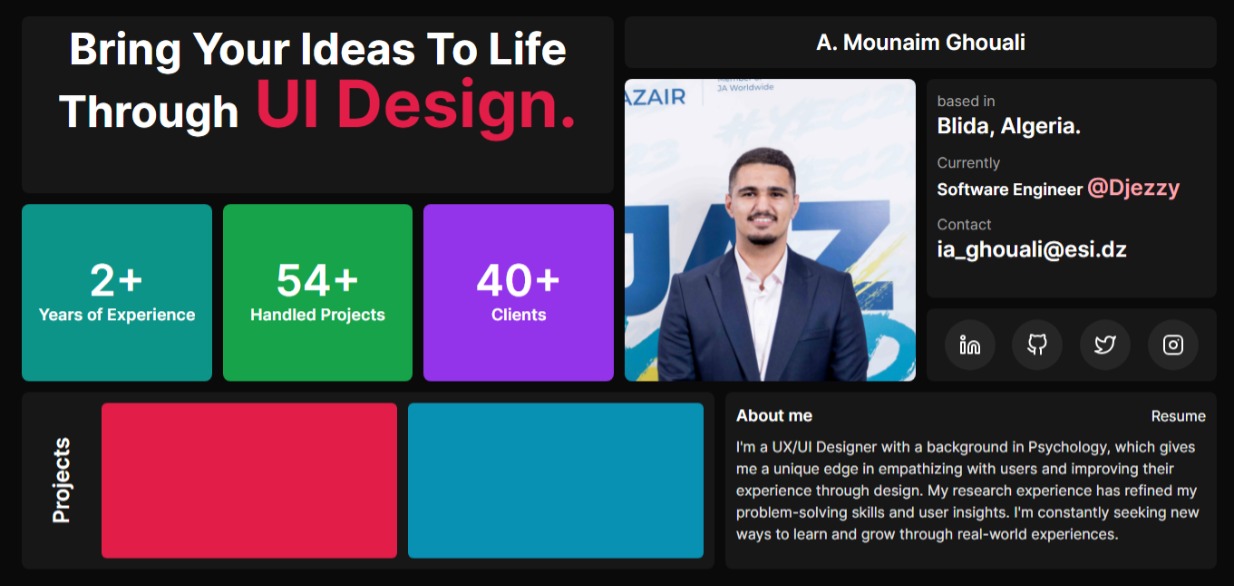 Bring Your Ideas To Life
Through UI Design.
A. Mounaim Ghouali
AZAIR
JA Worldwide
JAZ
based in
Blida, Algeria.
Currently
Software Engineer @Djezzy
Contact
ia_ghouali@esi.dz
2+
Years of Experience
54+
Handled Projects
40+
Clients
in
Projects
About me
Resume
I'm a UX/UI Designer with a background in Psychology, which gives
me a unique edge in empathizing with users and improving their
experience through design. My research experience has refined my
problem-solving skills and user insights. I'm constantly seeking new
ways to learn and grow through real-world experiences.